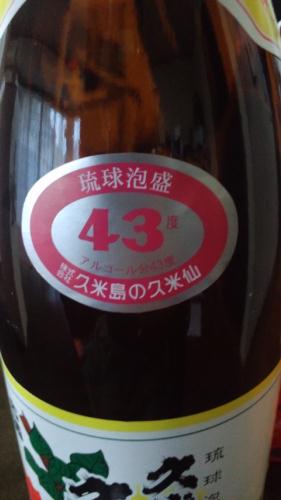 琉球泡盛
43度
アルコール分43度
株式会社 久米島の久米仙
琉球
久